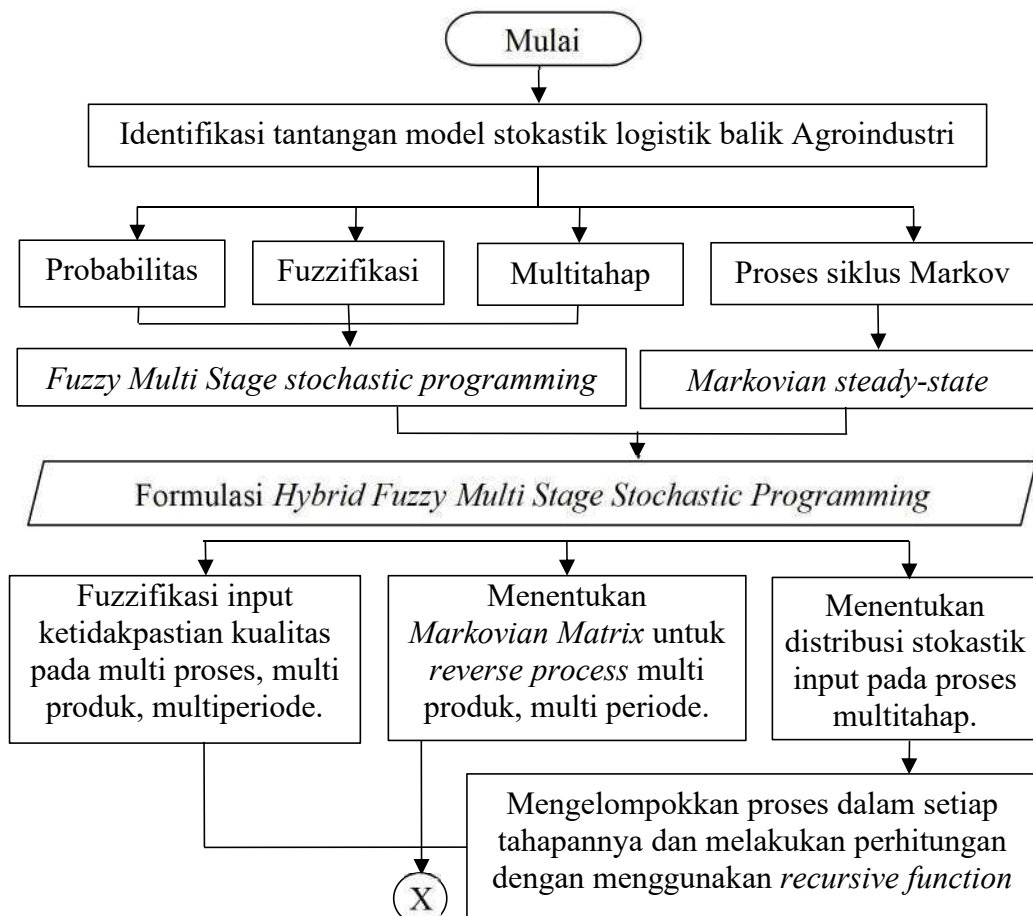 Mulai
Identifikasi tantangan model stokastik logistik balik Agroindustri
Probabilitas
Fuzzifikasi
Multitahap
Proses siklus Markov
Fuzzy Multi Stage stochastic programming
Markovian steady-state
Formulasi Hybrid Fuzzy Multi Stage Stochastic Programming
Fuzzifikasi input
ketidakpastian kualitas
pada multi proses, multi
produk, multiperiode.
Menentukan
Markovian Matrix untuk
reverse process multi
produk, multi periode.
Menentukan
distribusi stokastik
input pada proses
multitahap.
Mengelompokkan proses dalam setiap
tahapannya dan melakukan perhitungan
dengan menggunakan recursive function
X